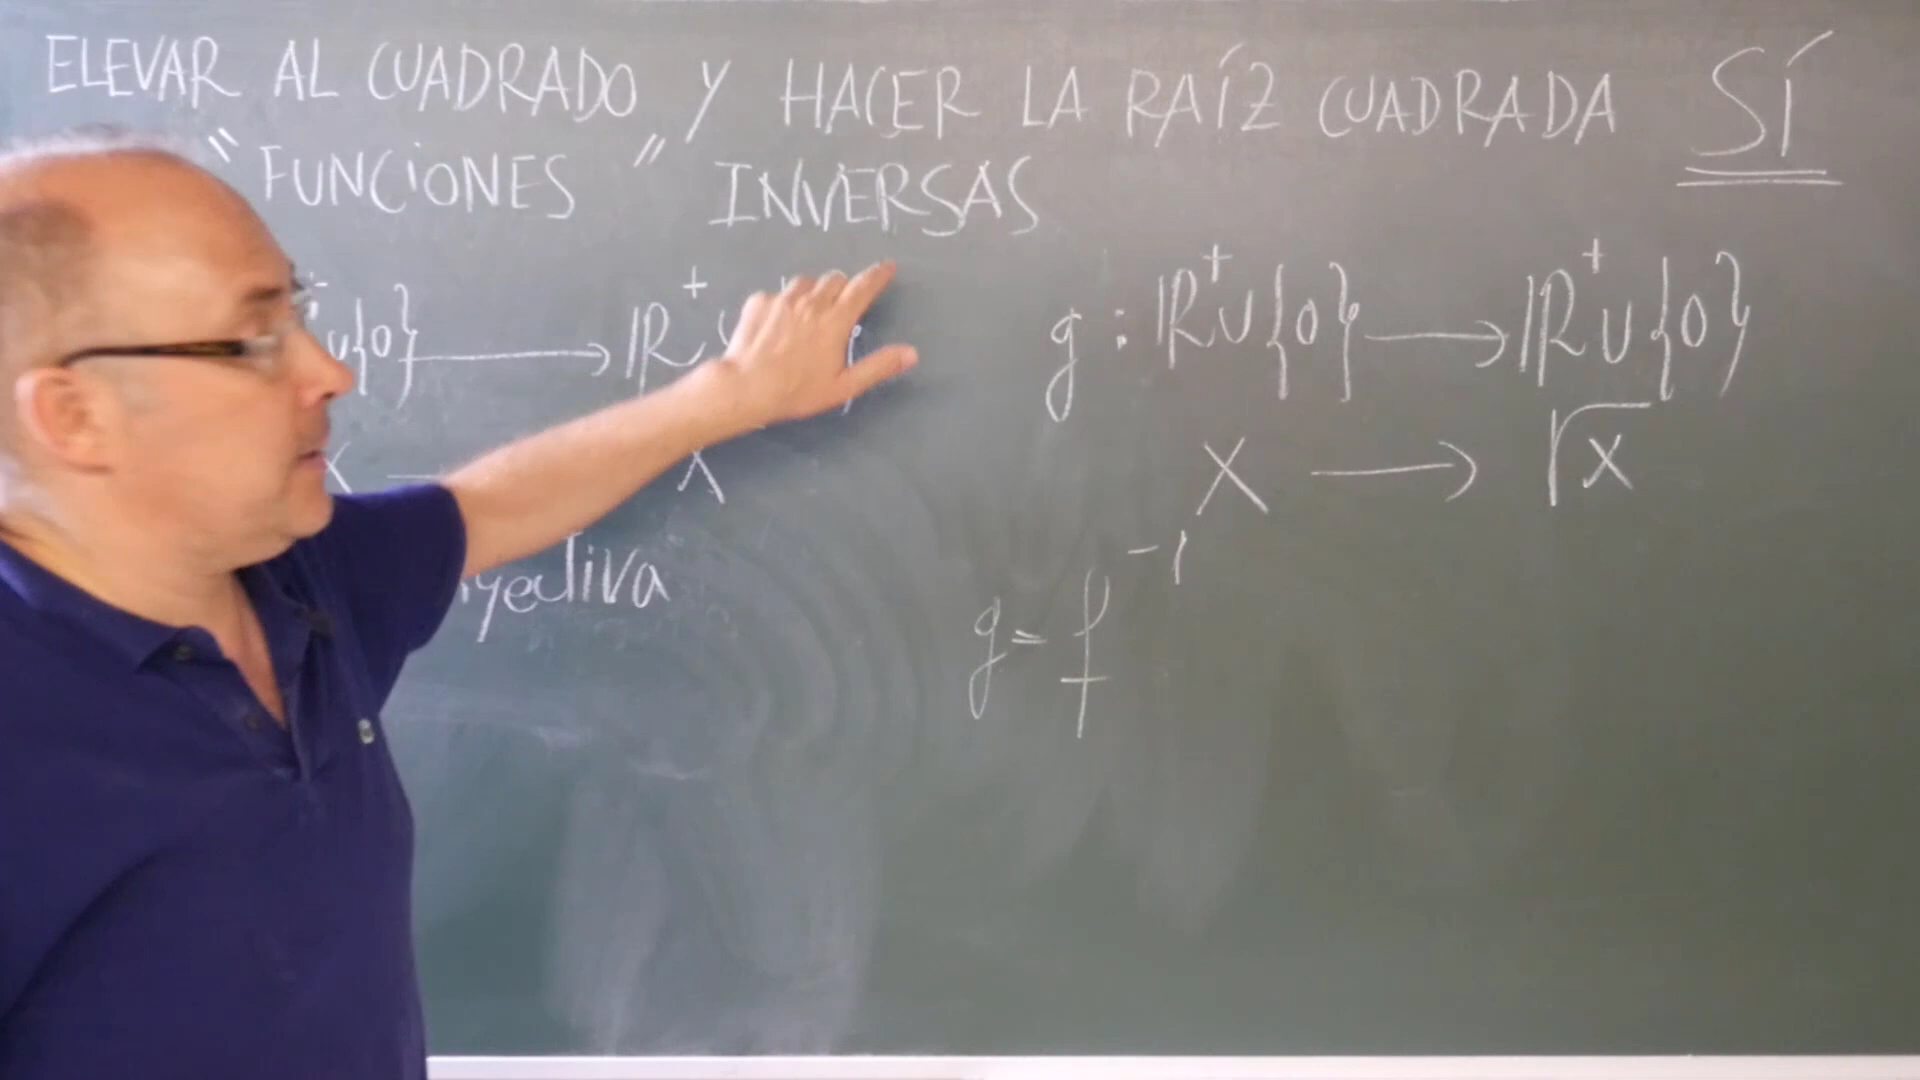 ELEVAR AL CUADRADO Y HACER LA RAÍZ CUADRADA SÍ
"FUNCIONES" INVERSAS
∪{0} → ℝ⁺
x
g : ℝ⁺∪{0} → ℝ⁺∪{0}
x → √x
g = f⁻¹